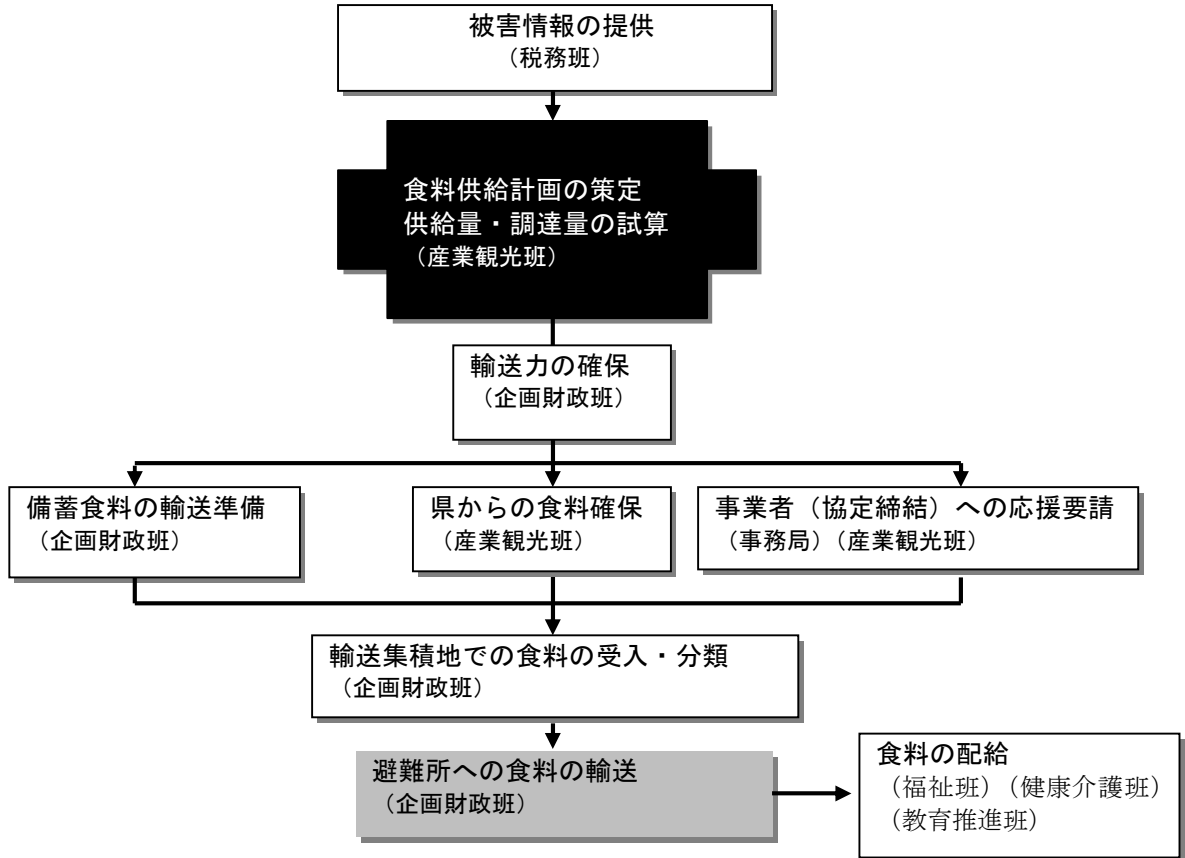 被害情報の提供
（税務班）
食料供給計画の策定
供給量・調達量の試算
（産業観光班）
輸送力の確保
（企画財政班）
備蓄食料の輸送準備
（企画財政班）
県からの食料確保
（産業観光班）
事業者（協定締結）への応援要請
（事務局）（産業観光班）
輸送集積地での食料の受入・分類
（企画財政班）
避難所への食料の輸送
（企画財政班）
食料の配給
（福祉班）（健康介護班）
（教育推進班）